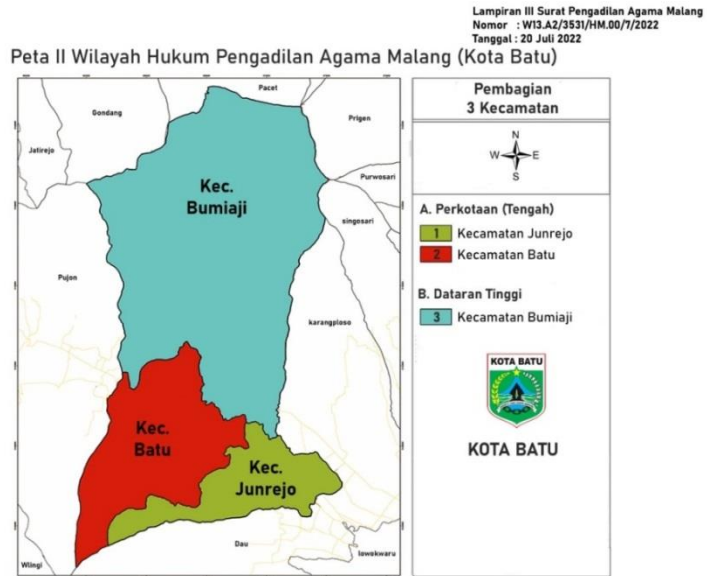 Lampiran III Surat Pengadilan Agama Malang
Nomor : W13.A2/3531/HM.00/7/2022
Tanggal : 20 Juli 2022
Peta II Wilayah Hukum Pengadilan Agama Malang (Kota Batu)
Pacet
Gondang
Prigen
Jatirejo
Purwosari
Kec.
Bumiaji
singosari
Pujon
karangploso
Kec.
Batu
Kec.
Junrejo
Dau
lowokwaru
Wlingi
Pembagian
3 Kecamatan
N
W E
S
A. Perkotaan (Tengah)
1 Kecamatan Junrejo
2 Kecamatan Batu
B. Dataran Tinggi
3 Kecamatan Bumiaji
KOTA BATU
KOTA BATU